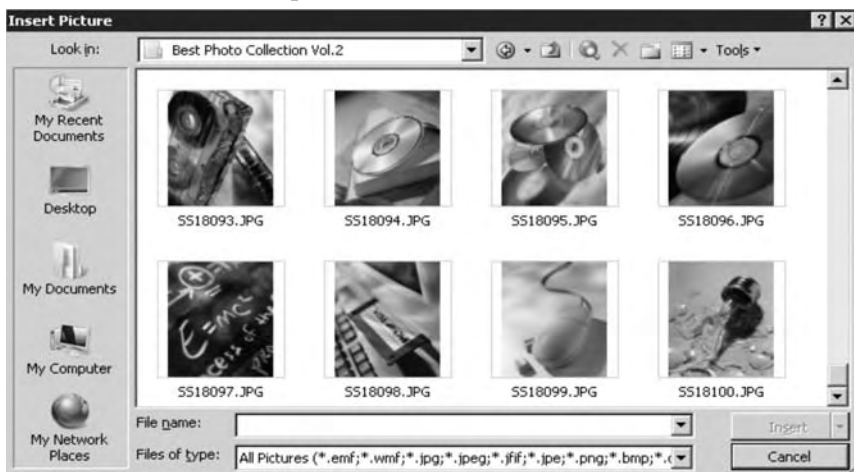 Insert Picture
Look in:
Best Photo Collection Vol.2
Tools
My Recent
Documents
Desktop
My Documents
My Computer
My Network
Places
SS18093.JPG
SS18094.JPG
SS18095.JPG
SS18096.JPG
E=mc²
SS18097.JPG
SS18098.JPG
SS18099.JPG
SS18100.JPG
File name:
Insert
Files of type:
All Pictures (*.emf;*.wmf;*.jpg;*.jpeg;*.jfif;*.jpe;*.png;*.bmp;*.
Cancel